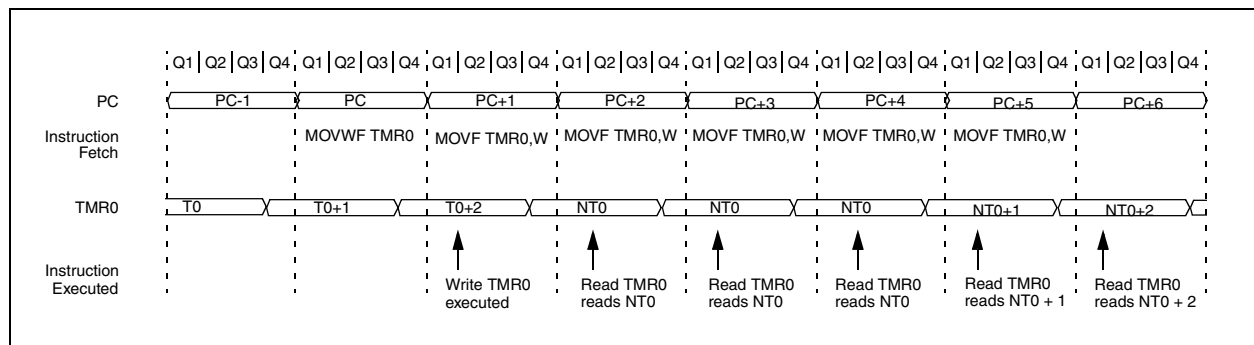 Q1 Q2 Q3 Q4 Q1 Q2 Q3 Q4 Q1 Q2 Q3 Q4 Q1 Q2 Q3 Q4 Q1 Q2 Q3 Q4 Q1 Q2 Q3 Q4 Q1 Q2 Q3 Q4 Q1 Q2 Q3 Q4
PC PC-1 PC PC+1 PC+2 PC+3 PC+4 PC+5 PC+6
Instruction MOVWF TMR0 MOVF TMR0,W MOVF TMR0,W MOVF TMR0,W MOVF TMR0,W MOVF TMR0,W
Fetch
TMR0 T0 T0+1 T0+2 NT0 NT0 NT0 NT0+1 NT0+2
Instruction Write TMR0 Read TMR0 Read TMR0 Read TMR0 Read TMR0 Read TMR0
Executed executed reads NT0 reads NT0 reads NT0 reads NT0 + 1 reads NT0 + 2